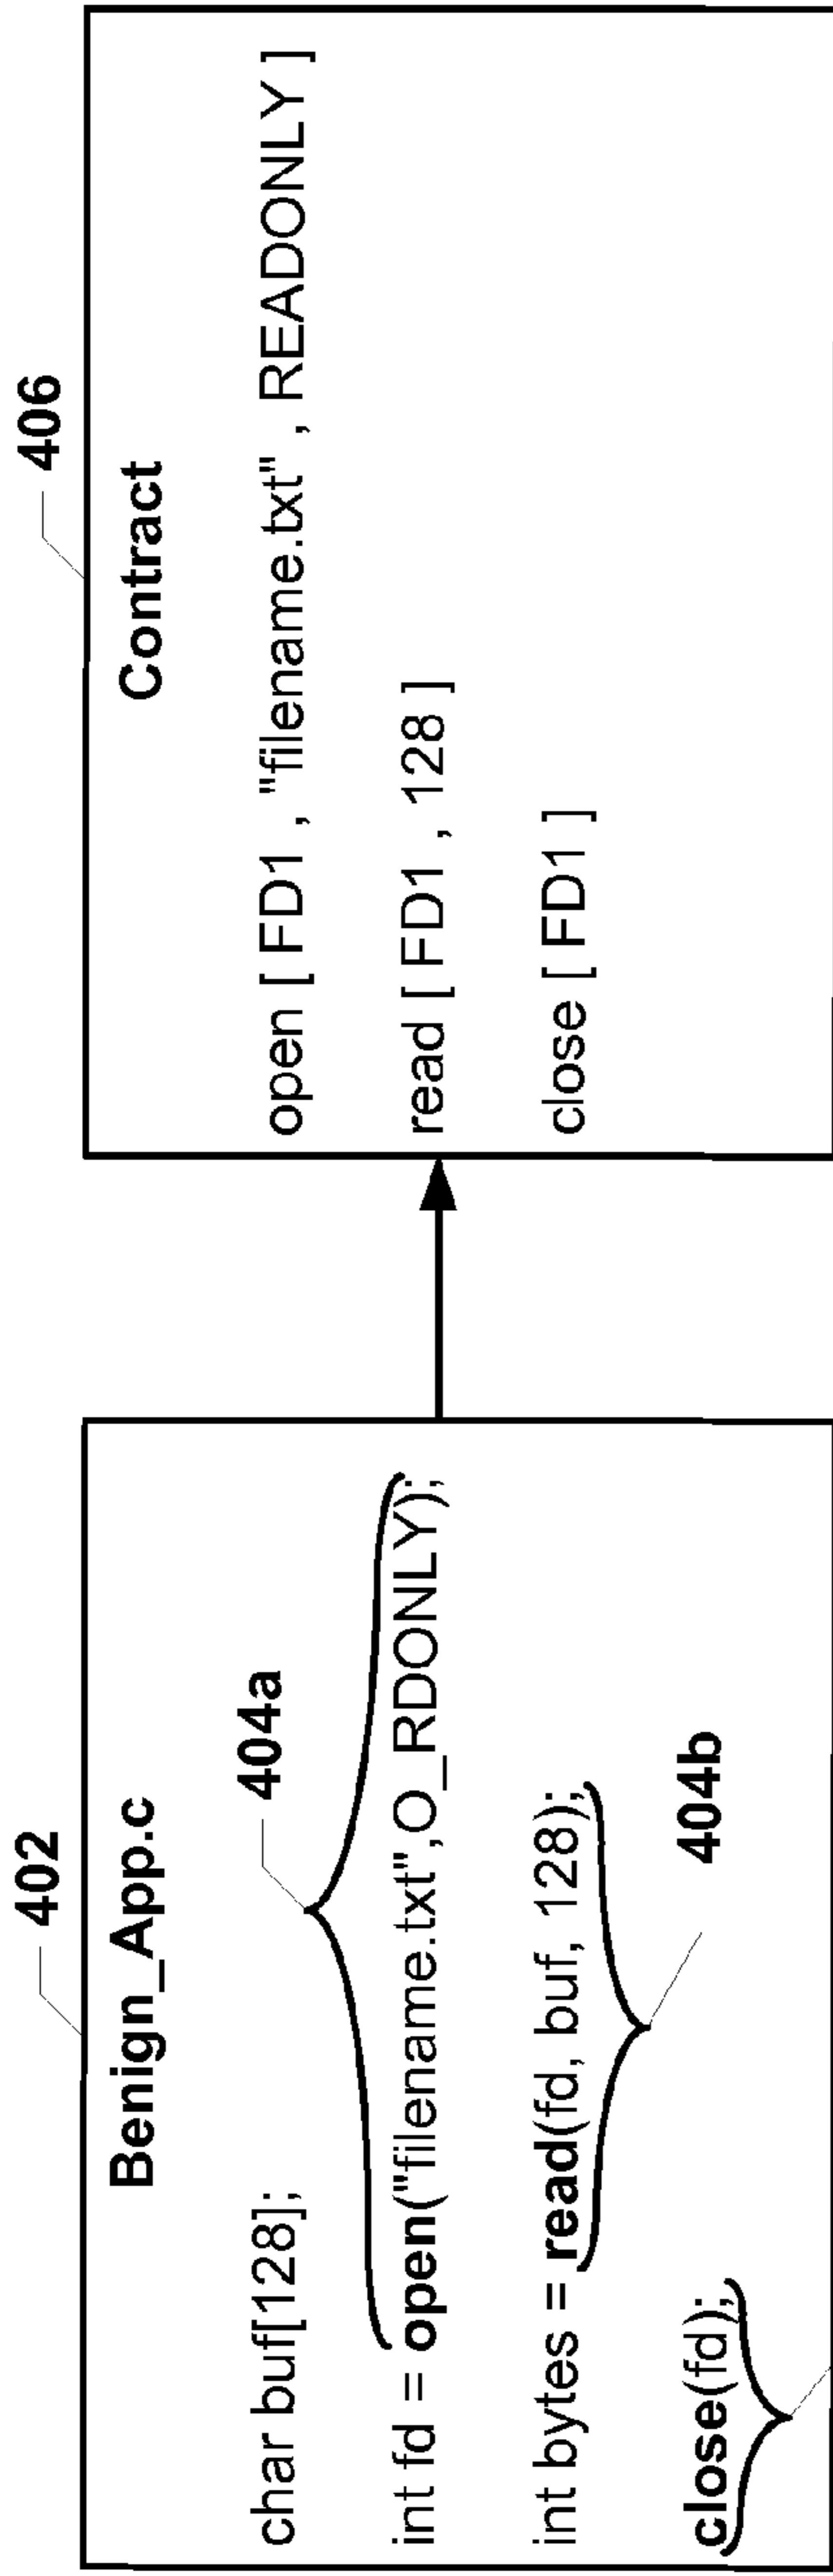 402
Benign_App.c
char buf[128];
404a
int fd = open("filename.txt",O_RDONLY);
int bytes = read(fd, buf, 128);
404b
close(fd);
406
Contract
open [ FD1 , "filename.txt" , READONLY ]
read [ FD1 , 128 ]
close [ FD1 ]